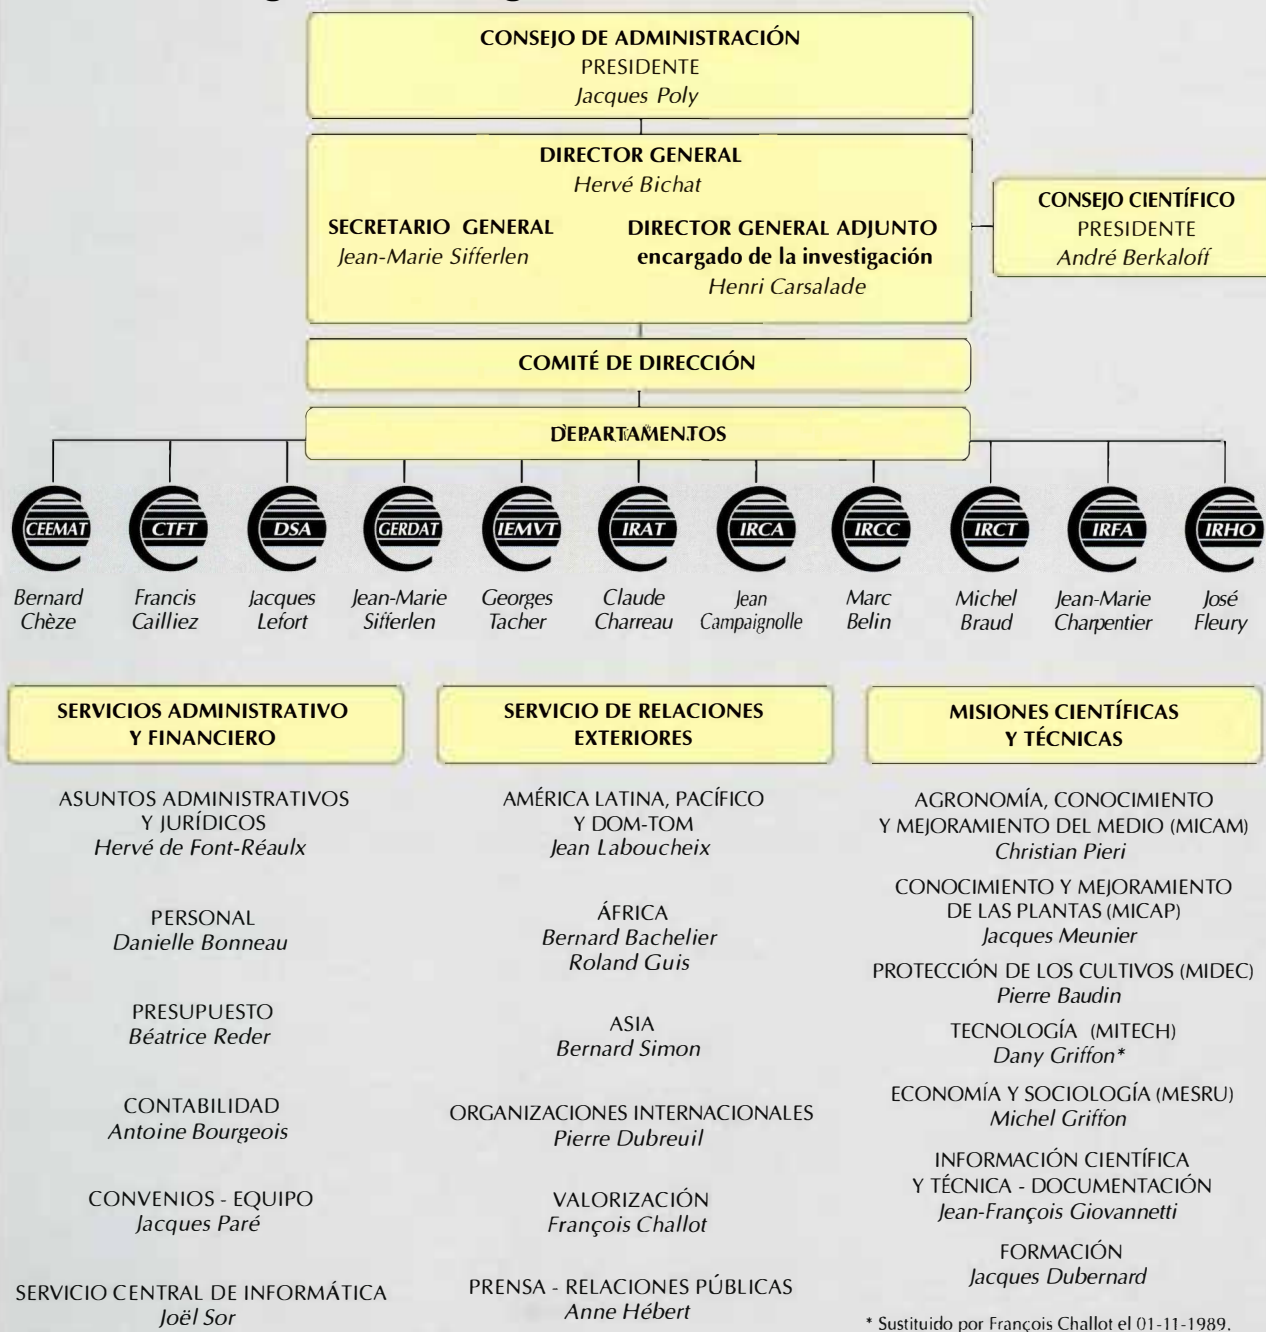 CONSEJO DE ADMINISTRACIÓN
PRESIDENTE
Jacques Poly
DIRECTOR GENERAL
Hervé Bichat
SECRETARIO GENERAL
Jean-Marie Sifferlen
DIRECTOR GENERAL ADJUNTO
encargado de la investigación
Henri Carsalade
CONSEJO CIENTÍFICO
PRESIDENTE
André Berkaloff
COMITÉ DE DIRECCIÓN
DEPARTAMENTOS
CEEMAT
Bernard
Chèze
CTFT
Francis
Cailliez
DSA
Jacques
Lefort
GERDAT
Jean-Marie
Sifferlen
IEMVT
Georges
Tacher
IRAT
Claude
Charreau
IRCA
Jean
Campaignolle
IRCC
Marc
Belin
IRCT
Michel
Braud
IRFA
Jean-Marie
Charpentier
IRHO
José
Fleury
SERVICIOS ADMINISTRATIVO
Y FINANCIERO
ASUNTOS ADMINISTRATIVOS
Y JURÍDICOS
Hervé de Font-Réaulx
PERSONAL
Danielle Bonneau
PRESUPUESTO
Béatrice Reder
CONTABILIDAD
Antoine Bourgeois
CONVENIOS - EQUIPO
Jacques Paré
SERVICIO CENTRAL DE INFORMÁTICA
Joël Sor
SERVICIO DE RELACIONES
EXTERIORES
AMÉRICA LATINA, PACÍFICO
Y DOM-TOM
Jean Laboucheix
ÁFRICA
Bernard Bachelier
Roland Guis
ASIA
Bernard Simon
ORGANIZACIONES INTERNACIONALES
Pierre Dubreuil
VALORIZACIÓN
François Challot
PRENSA - RELACIONES PÚBLICAS
Anne Hébert
MISIONES CIENTÍFICAS
Y TÉCNICAS
AGRONOMÍA, CONOCIMIENTO
Y MEJORAMIENTO DEL MEDIO (MICAM)
Christian Pieri
CONOCIMIENTO Y MEJORAMIENTO
DE LAS PLANTAS (MICAP)
Jacques Meunier
PROTECCIÓN DE LOS CULTIVOS (MIDEC)
Pierre Baudin
TECNOLOGÍA (MITECH)
Dany Griffon*
ECONOMÍA Y SOCIOLOGÍA (MESRU)
Michel Griffon
INFORMACIÓN CIENTÍFICA
Y TÉCNICA - DOCUMENTACIÓN
Jean-François Giovannetti
FORMACIÓN
Jacques Dubernard
* Sustituido por François Challot el 01-11-1989.